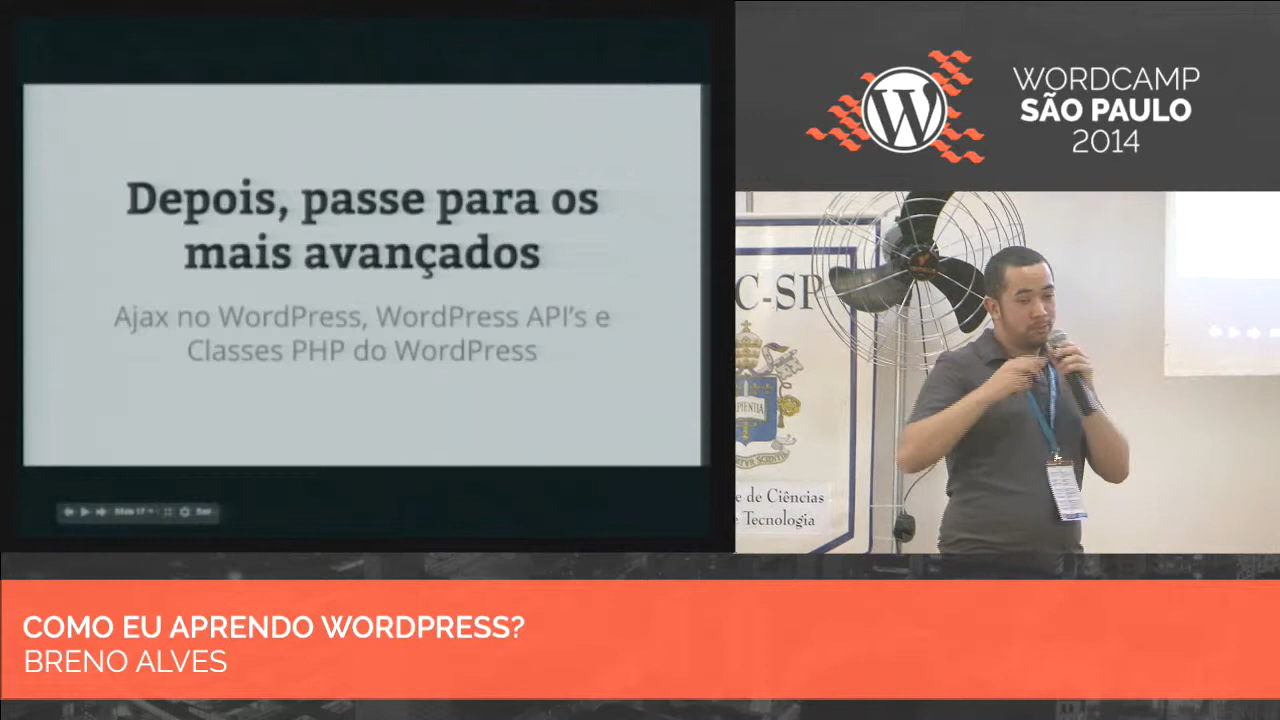 Depois, passe para os
mais avançados
Ajax no WordPress, WordPress API's e
Classes PHP do WordPress
WORDCAMP
SÃO PAULO
2014
C-SP
e de Ciências
e Tecnologia
COMO EU APRENDO WORDPRESS?
BRENO ALVES